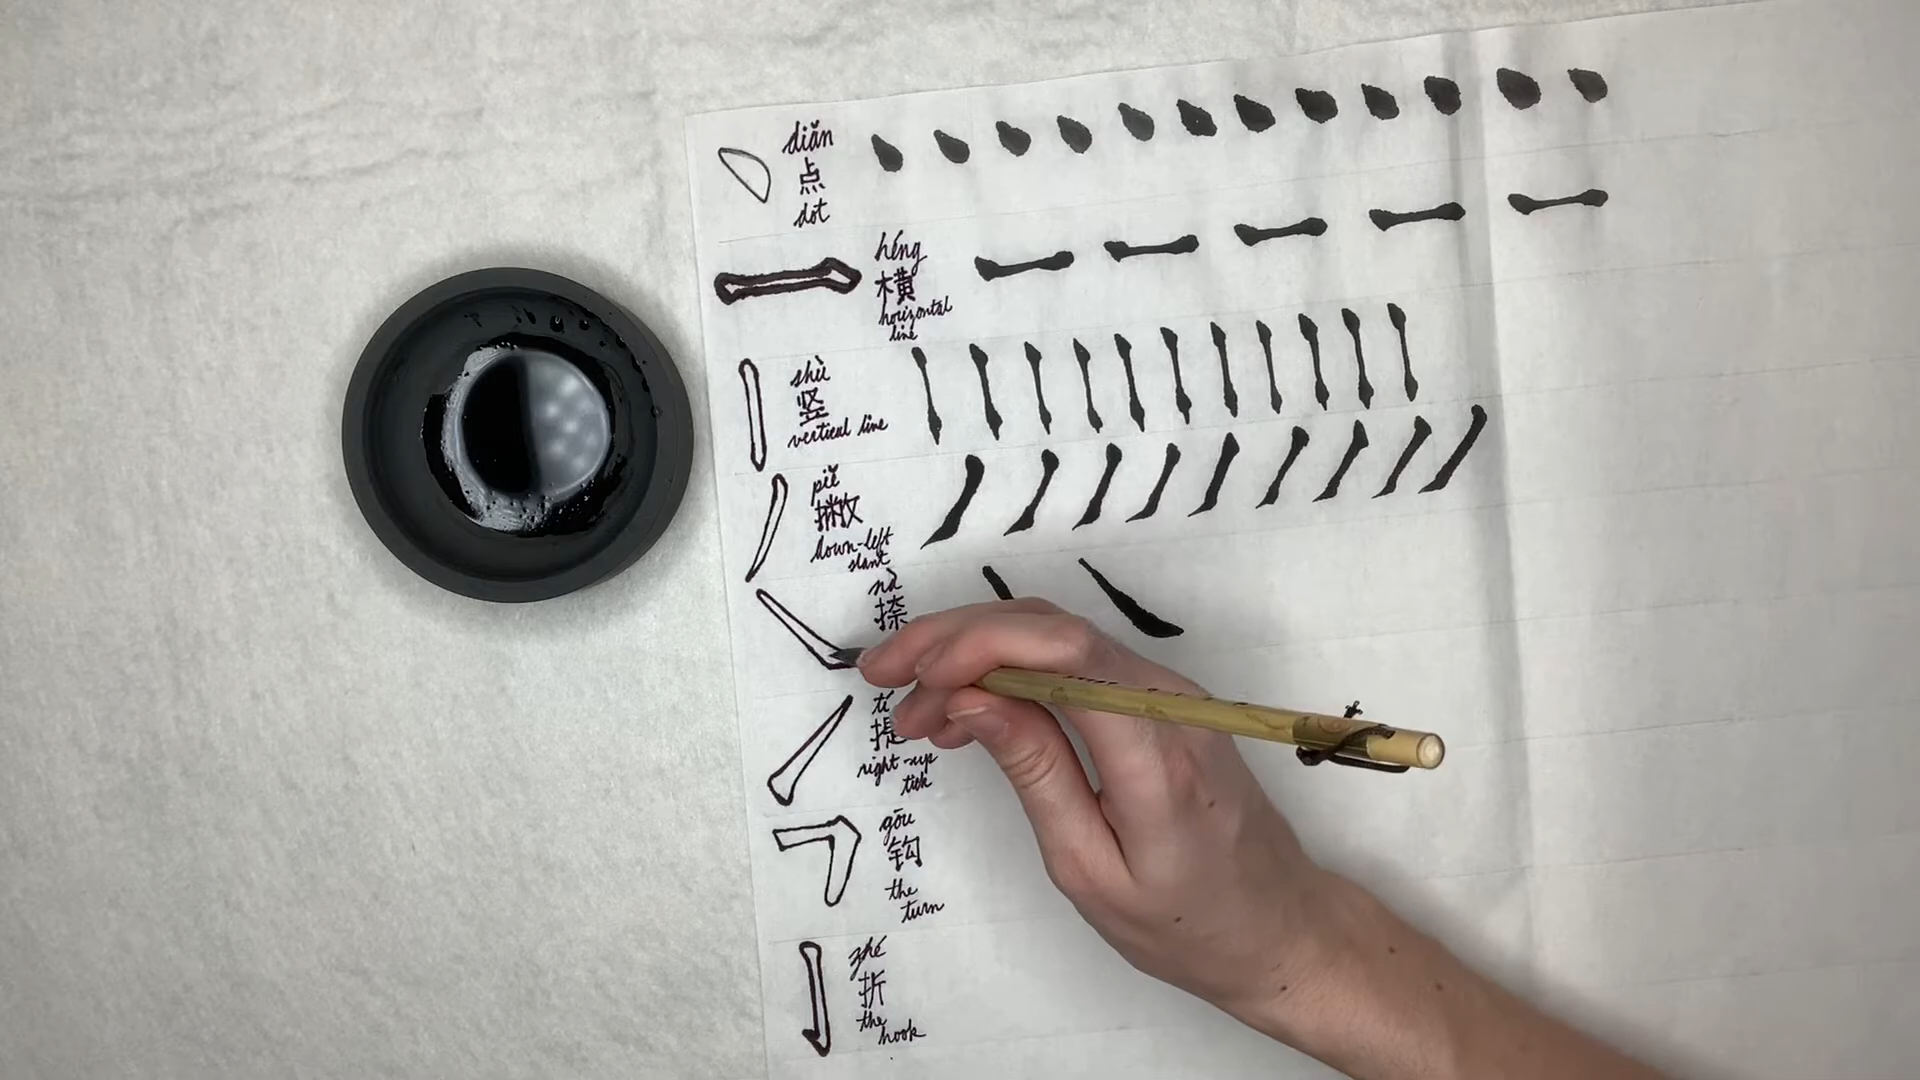 diǎn
点
dot
héng
横
horizontal
line
shù
竖
vertical line
piě
撇
down-left
slant
nà
捺
tí
提
right-up
tick
gōu
钩
the
turn
zhé
折
the
hook